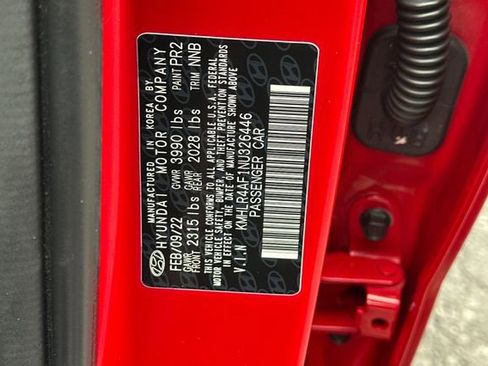 MANUFACTURED IN KOREA BY
HYUNDAI MOTOR COMPANY
FEB/09/22 GVWR 3990 lbs PAINT PR2
GAWR FRONT 2315 lbs GAWR REAR 2028 lbs TRIM NNB
THIS VEHICLE CONFORMS TO ALL APPLICABLE U.S.A. FEDERAL
MOTOR VEHICLE SAFETY, BUMPER, AND THEFT PREVENTION STANDARDS
IN EFFECT ON THE DATE OF MANUFACTURE SHOWN ABOVE
V.I.N KMHLR4AF1NU326446
PASSENGER CAR